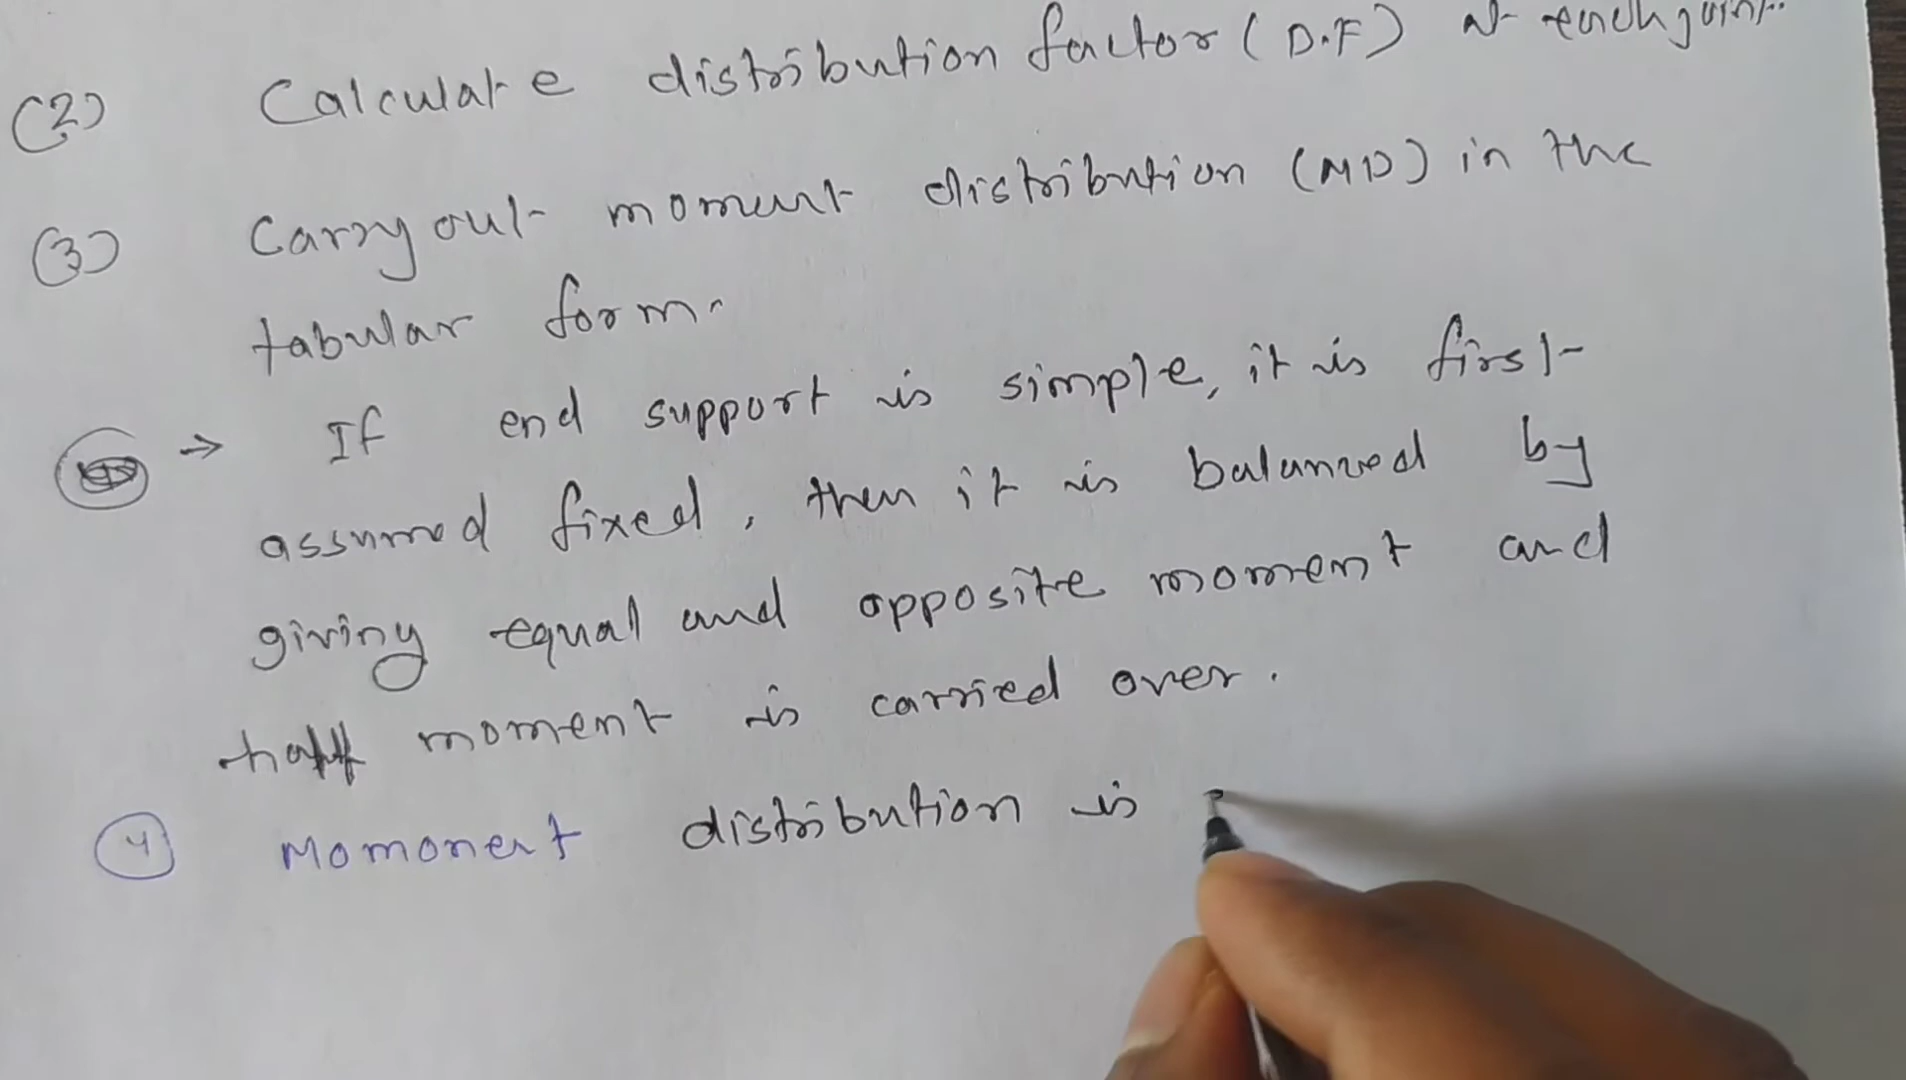 (2) Calculate distribution factor (D.F) at each joint.
(3) Carry out moment distribution (MD) in the
tabular form.
→ If end support is simple, it is first
assumed fixed, then it is balanced by
giving equal and opposite moment and
half moment is carried over.
4 Momonent distribution is